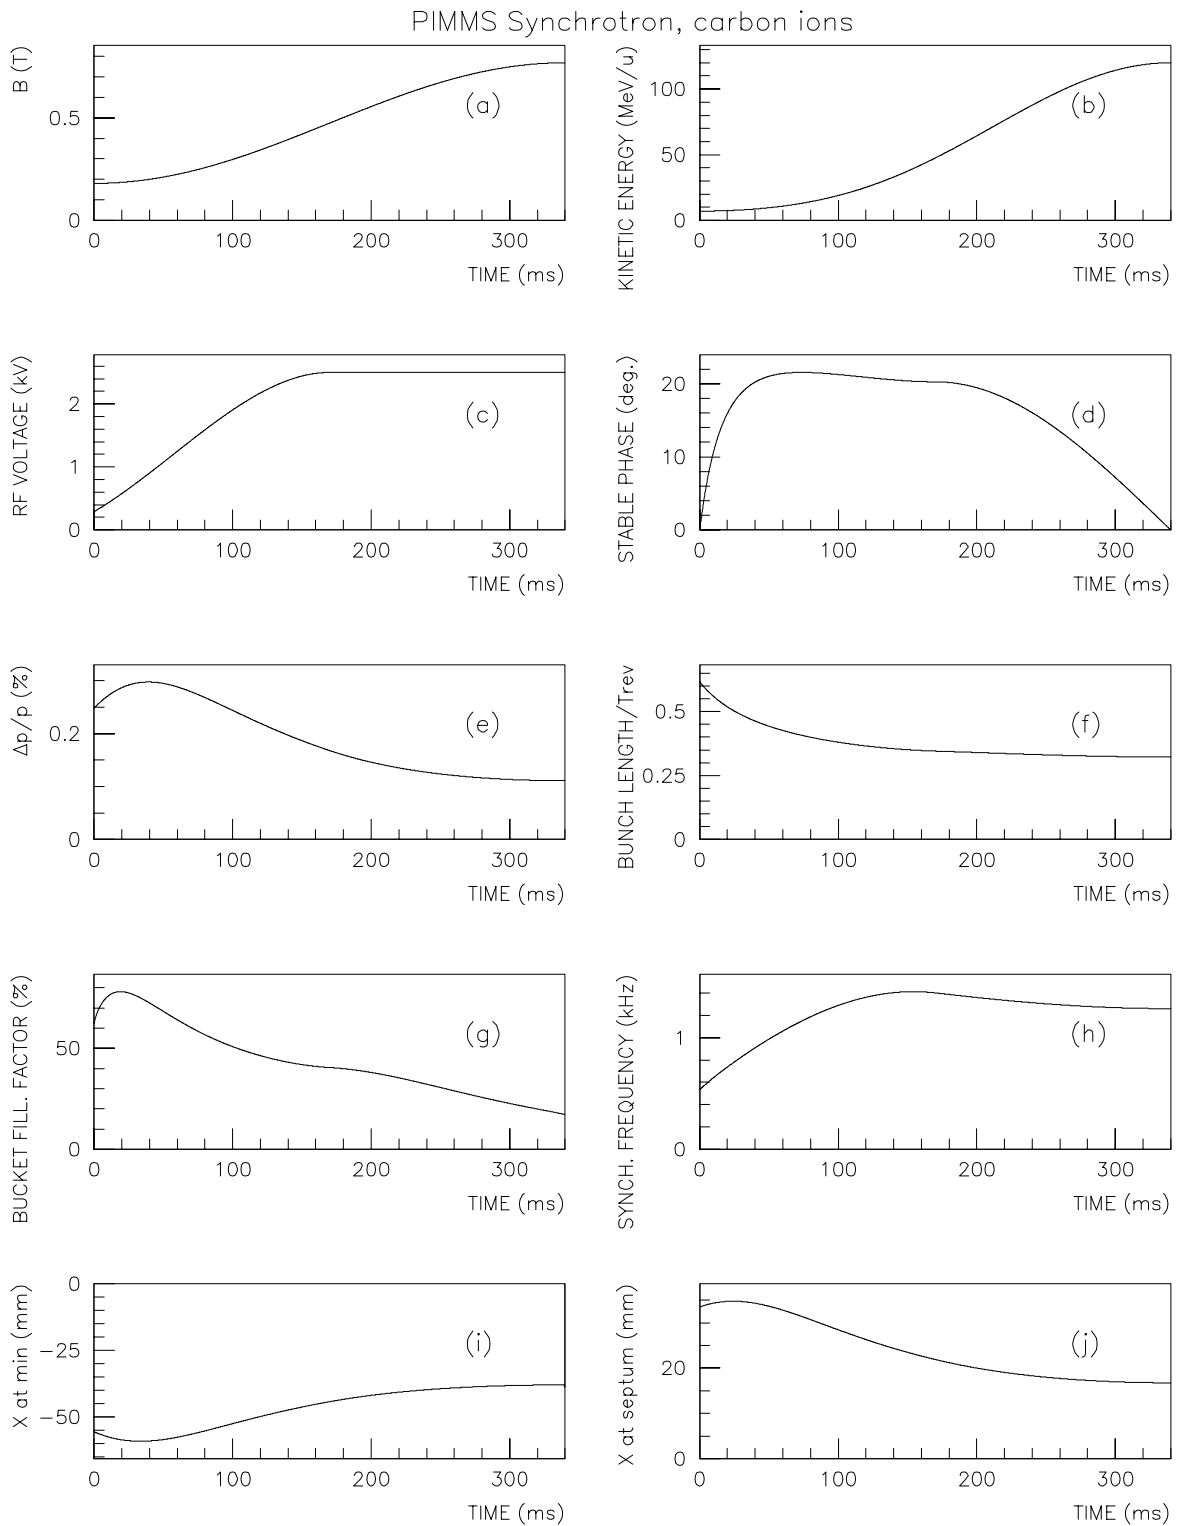 PIMMS Synchrotron, carbon ions
B (T)
0.5
0
(a)
0 100 200 300
TIME (ms)
KINETIC ENERGY (MeV/u)
100
50
0
(b)
0 100 200 300
TIME (ms)
RF VOLTAGE (kV)
2
1
0
(c)
0 100 200 300
TIME (ms)
STABLE PHASE (deg.)
20
10
0
(d)
0 100 200 300
TIME (ms)
Δp/p (%)
0.2
0
(e)
0 100 200 300
TIME (ms)
BUNCH LENGTH/Trev
0.5
0.25
0
(f)
0 100 200 300
TIME (ms)
BUCKET FILL. FACTOR (%)
50
0
(g)
0 100 200 300
TIME (ms)
SYNCH. FREQUENCY (kHz)
1
0
(h)
0 100 200 300
TIME (ms)
X at min (mm)
0
−25
−50
(i)
0 100 200 300
TIME (ms)
X at septum (mm)
20
0
(j)
0 100 200 300
TIME (ms)